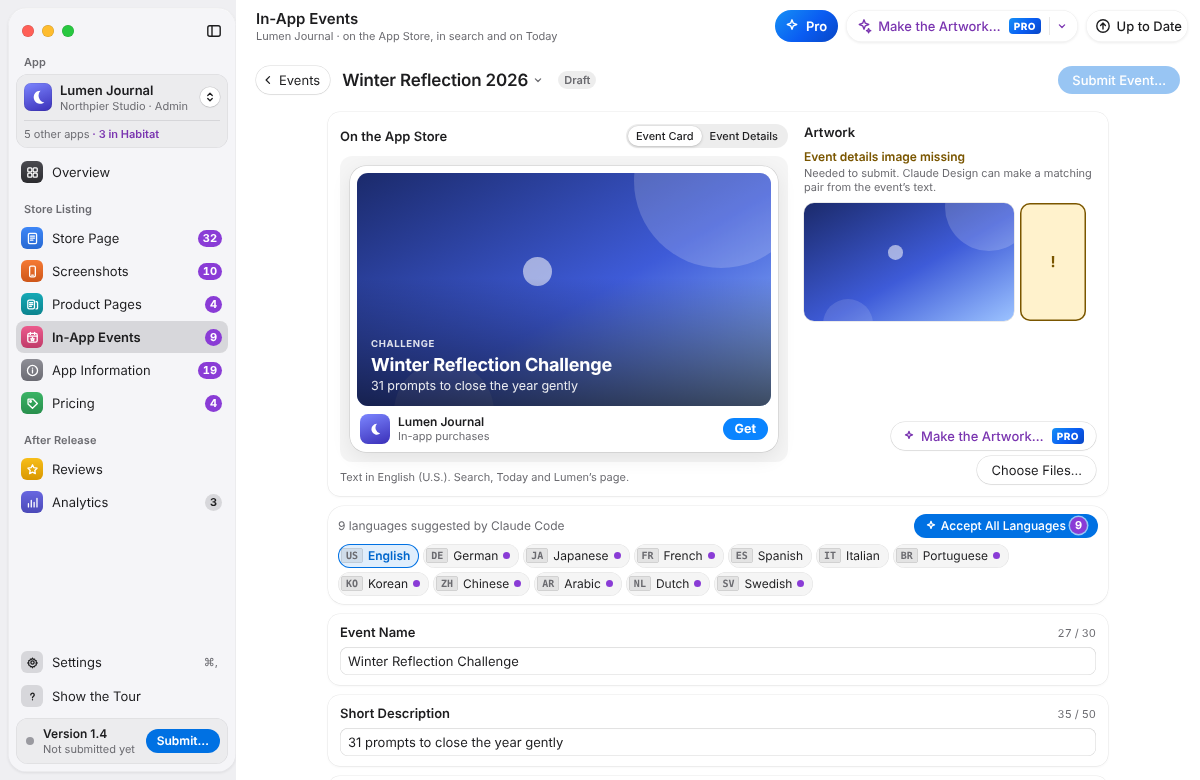 In-App Events
Lumen Journal · on the App Store, in search and on Today
Pro
Make the Artwork... PRO
Up to Date
App
Lumen Journal
Northpier Studio · Admin
5 other apps · 3 in Habitat
Overview
Store Listing
Store Page 32
Screenshots 10
Product Pages 4
In-App Events 9
App Information 19
Pricing 4
After Release
Reviews
Analytics 3
Settings ⌘,
? Show the Tour
Version 1.4
Not submitted yet
Submit...
Events
Winter Reflection 2026
Draft
Submit Event...
On the App Store
Event Card Event Details
CHALLENGE
Winter Reflection Challenge
31 prompts to close the year gently
Lumen Journal
In-app purchases
Get
Text in English (U.S.). Search, Today and Lumen's page.
Artwork
Event details image missing
Needed to submit. Claude Design can make a matching
pair from the event's text.
!
Make the Artwork... PRO
Choose Files...
9 languages suggested by Claude Code
Accept All Languages 9
US English DE German JA Japanese FR French ES Spanish IT Italian BR Portuguese
KO Korean ZH Chinese AR Arabic NL Dutch SV Swedish
Event Name 27 / 30
Winter Reflection Challenge
Short Description 35 / 50
31 prompts to close the year gently